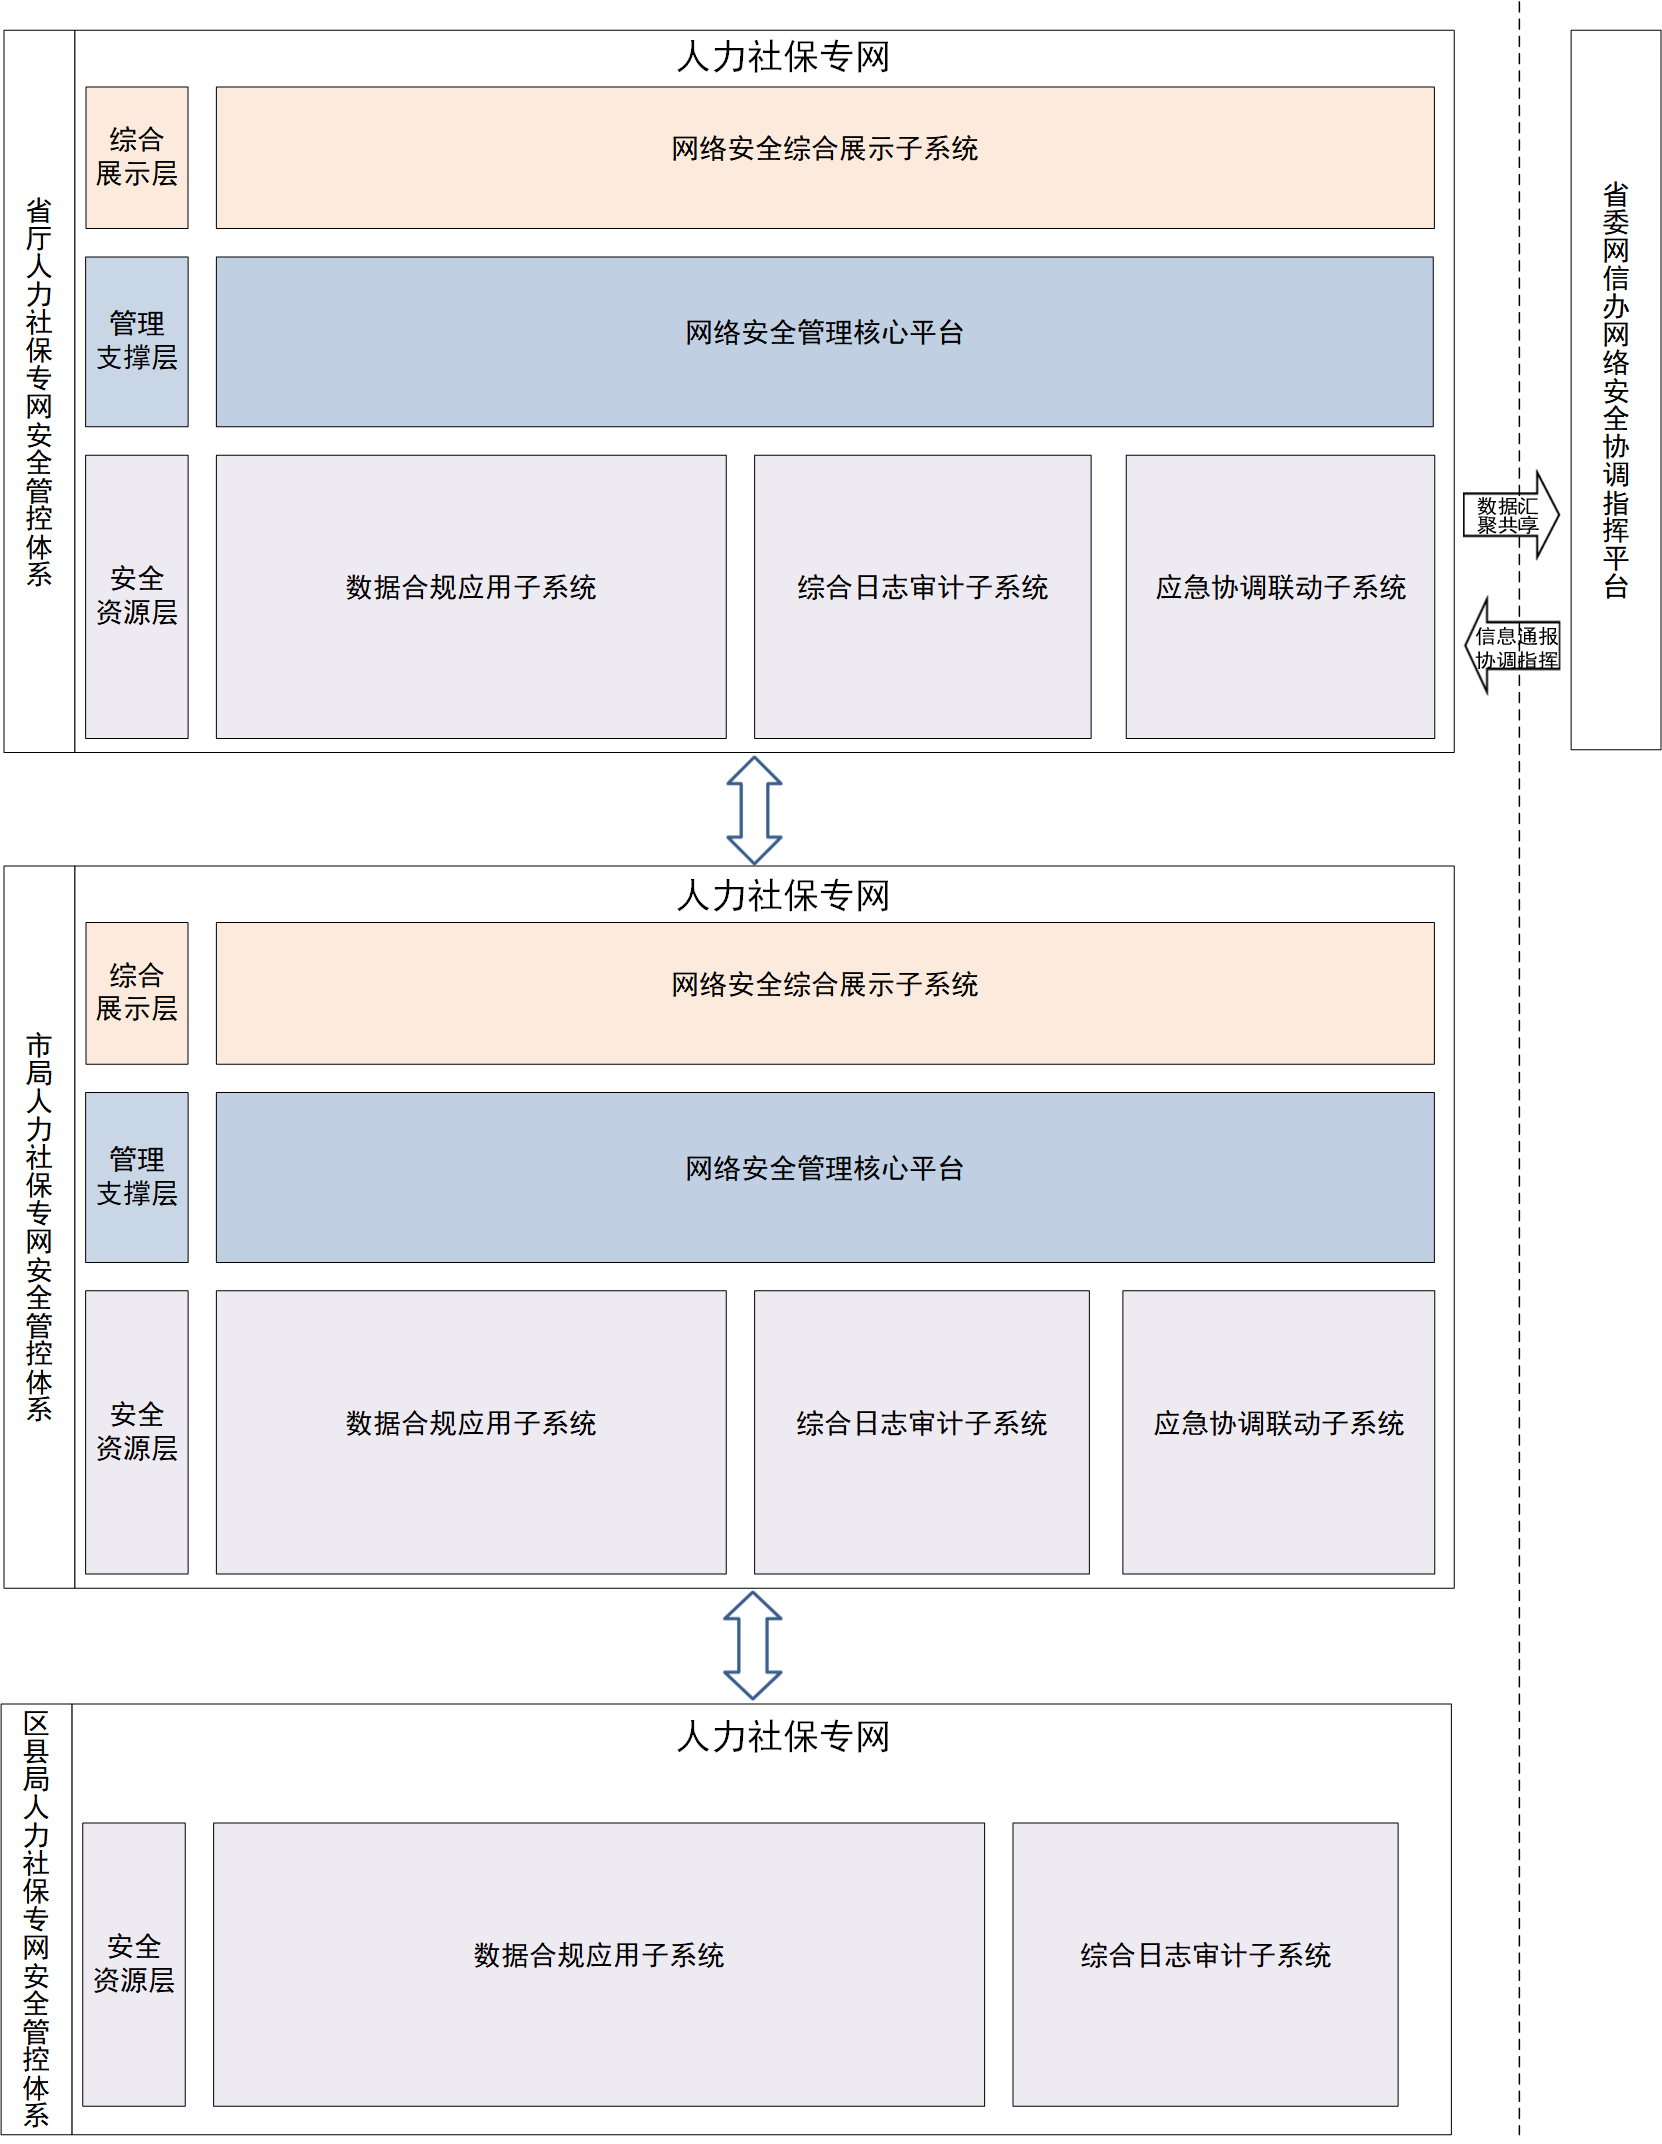 人力社保专网
省厅人力社保专网安全管控体系
综合
展示层
网络安全综合展示子系统
管理
支撑层
网络安全管理核心平台
安全
资源层
数据合规应用子系统
综合日志审计子系统
应急协调联动子系统
数据汇
聚共享
信息通报
协调指挥
省委网信办网络安全协调指挥平台
人力社保专网
市局人力社保专网安全管控体系
综合
展示层
网络安全综合展示子系统
管理
支撑层
网络安全管理核心平台
安全
资源层
数据合规应用子系统
综合日志审计子系统
应急协调联动子系统
人力社保专网
区县局人力社保专网安全管控体系
安全
资源层
数据合规应用子系统
综合日志审计子系统